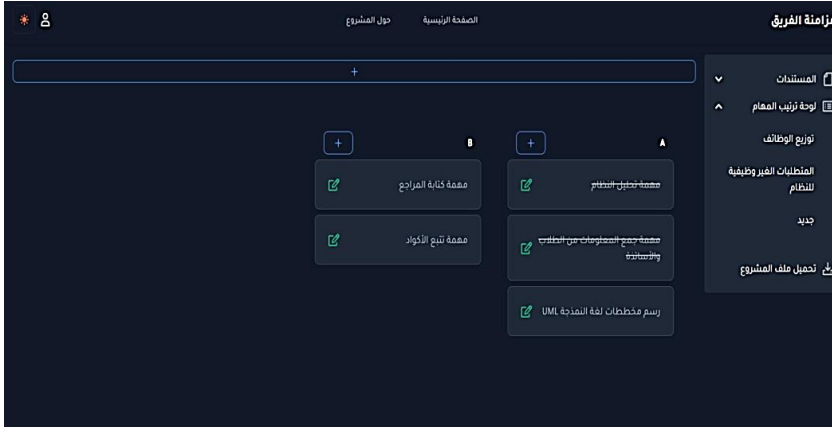 مزامنة الفريق
الصفحة الرئيسية
حول المشروع
المستندات
لوحة ترتيب المهام
توزيع الوظائف
المتطلبات الغير وظيفية
للنظام
جديد
تحميل ملف المشروع
+
A
+
مهمة تحليل النظام
مهمة جمع المعلومات من الطلاب
والأساتذة
رسم مخططات لغة النمذجة UML
B
+
مهمة كتابة المراجع
مهمة تتبع الأكواد